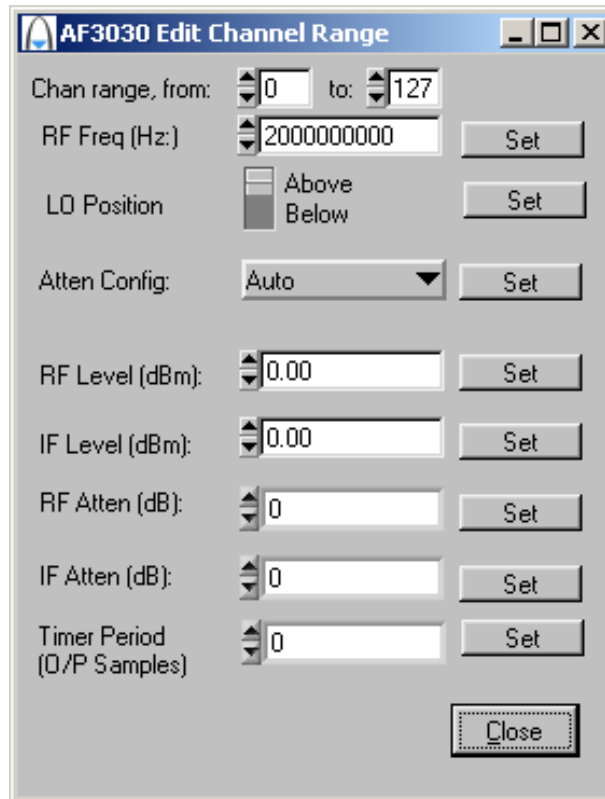 AF3030 Edit Channel Range
Chan range, from: 0 to: 127
RF Freq (Hz:) 2000000000 Set
LO Position Above Below Set
Atten Config: Auto Set
RF Level (dBm): 0.00 Set
IF Level (dBm): 0.00 Set
RF Atten (dB): 0 Set
IF Atten (dB): 0 Set
Timer Period (O/P Samples) 0 Set
Close